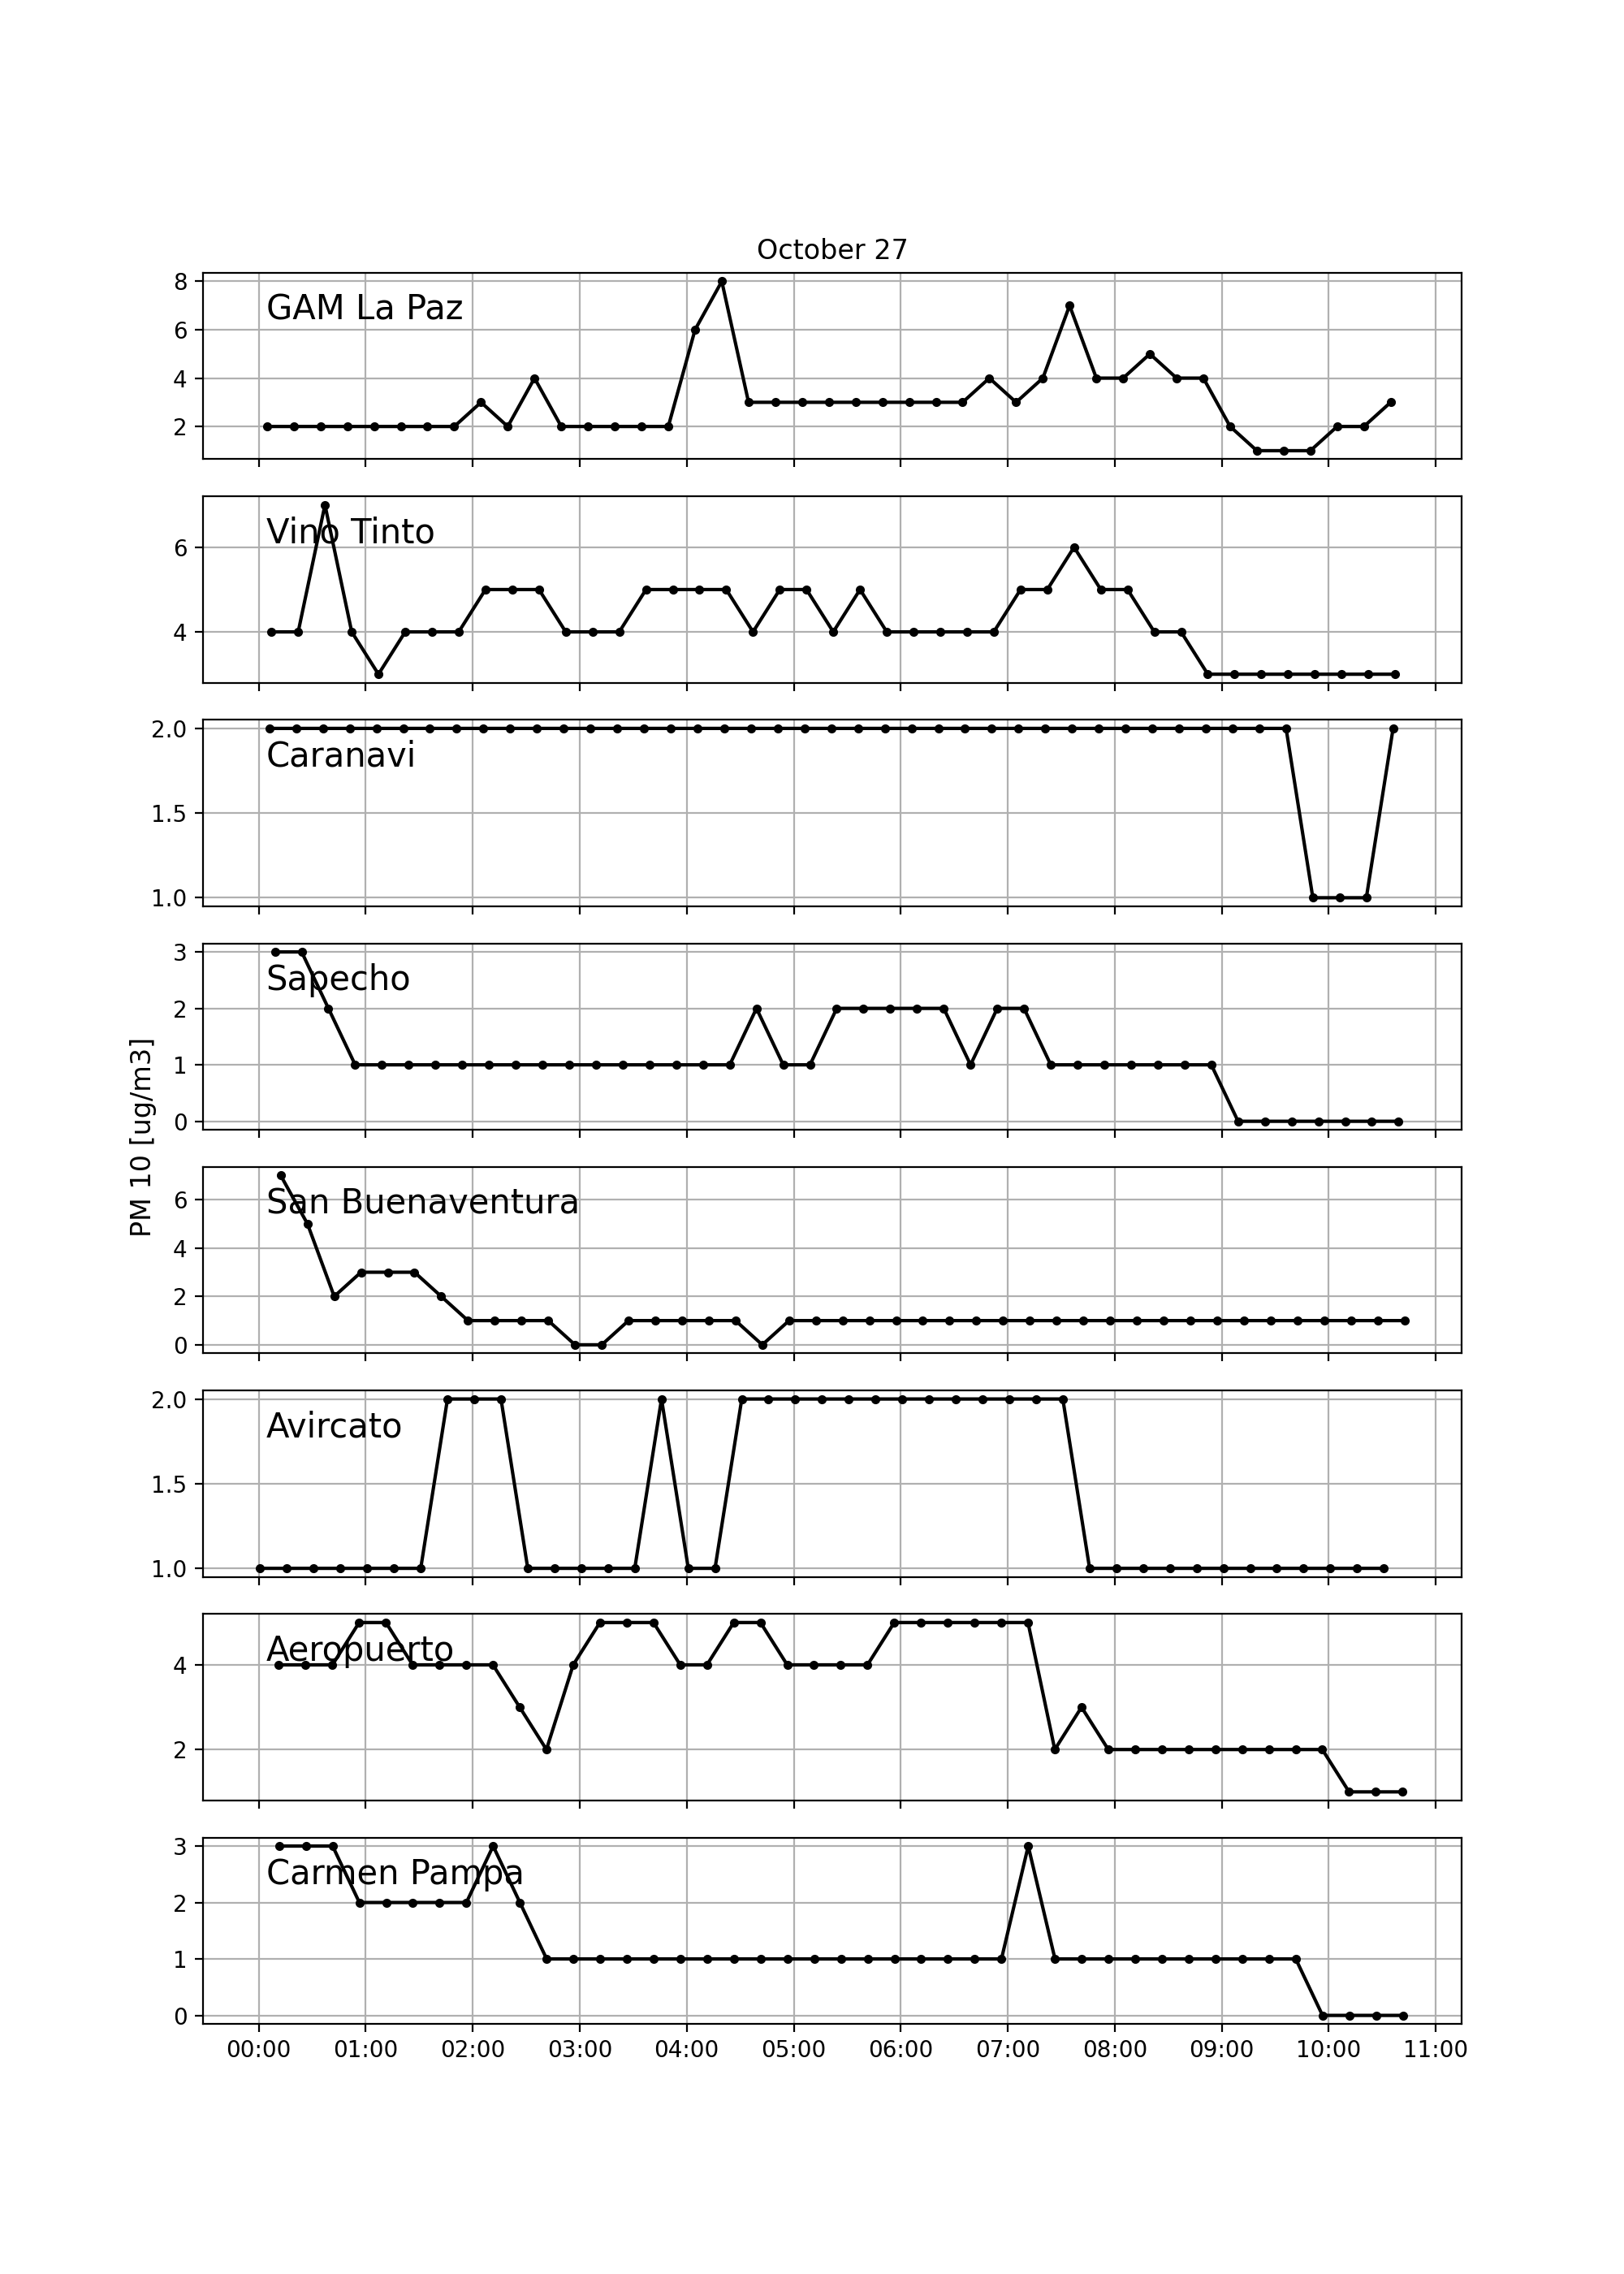 October 27
PM 10 [ug/m3]
8
GAM La Paz
6
4
2
Vino Tinto
6
4
2.0
Caranavi
1.5
1.0
3
Sapecho
2
1
0
San Buenaventura
6
4
2
0
2.0
Avircato
1.5
1.0
Aeropuerto
4
2
3
Carmen Pampa
2
1
0
00:00 01:00 02:00 03:00 04:00 05:00 06:00 07:00 08:00 09:00 10:00 11:00